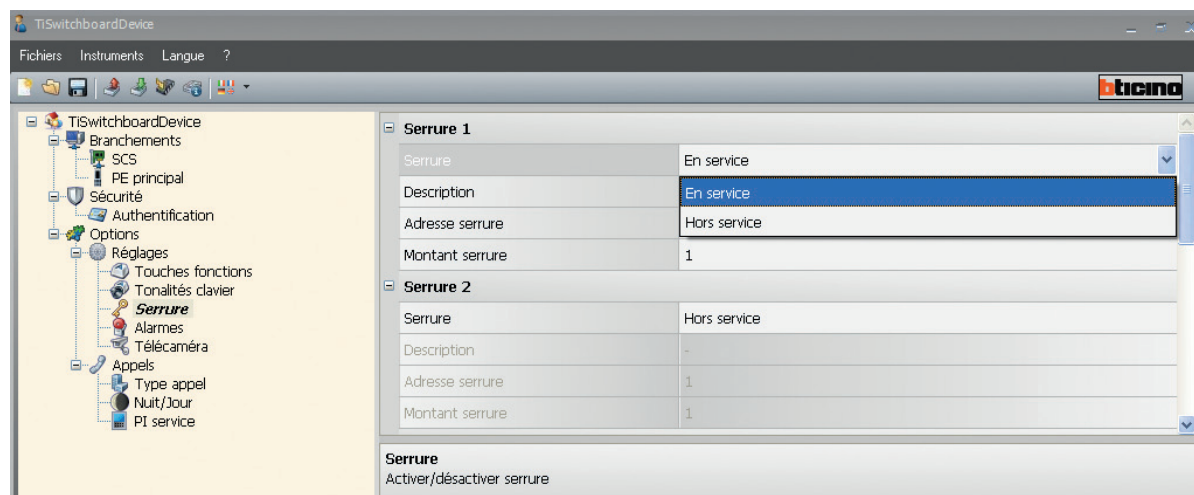 TiSwitchboardDevice
Fichiers Instruments Langue ?
bticino
TiSwitchboardDevice
Branchements
SCS
PE principal
Sécurité
Authentification
Options
Réglages
Touches fonctions
Tonalités clavier
Serrure
Alarmes
Télécaméra
Appels
Type appel
Nuit/Jour
PI service
Serrure 1
Serrure En service
Description En service
Adresse serrure Hors service
Montant serrure 1
Serrure 2
Serrure Hors service
Description -
Adresse serrure 1
Montant serrure 1
Serrure
Activer/désactiver serrure